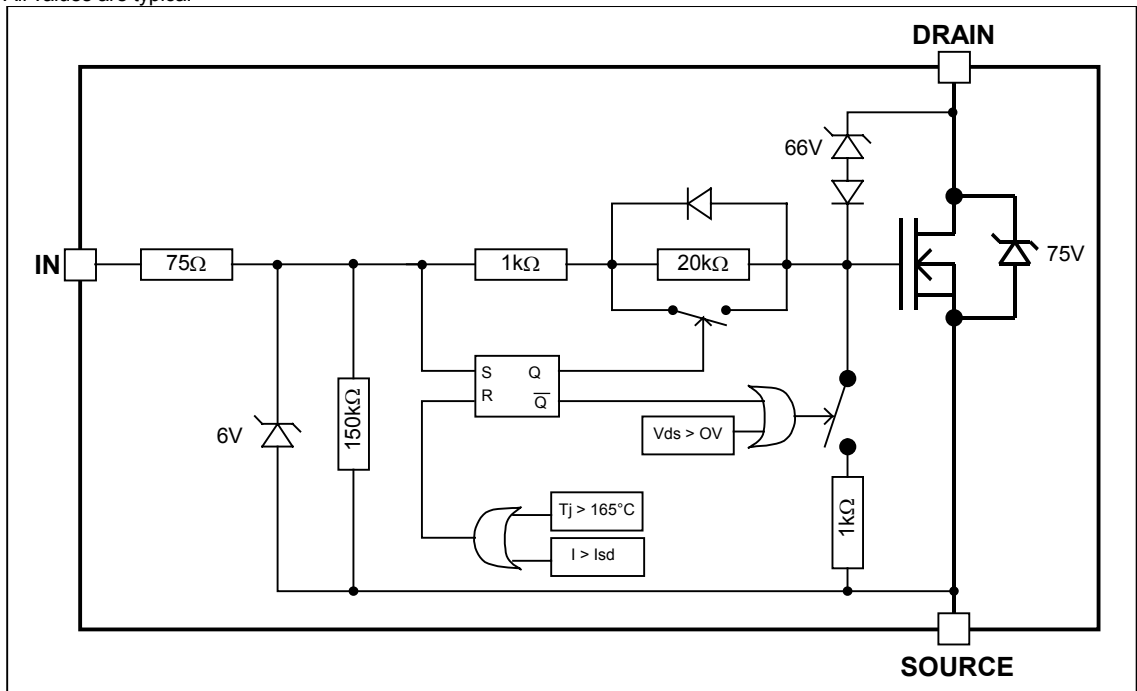 All values are typical
DRAIN
66V
75V
IN
75Ω
1kΩ
20kΩ
S Q
R Q̅
6V
150kΩ
Vds > OV
1kΩ
Tj > 165°C
I > Isd
SOURCE